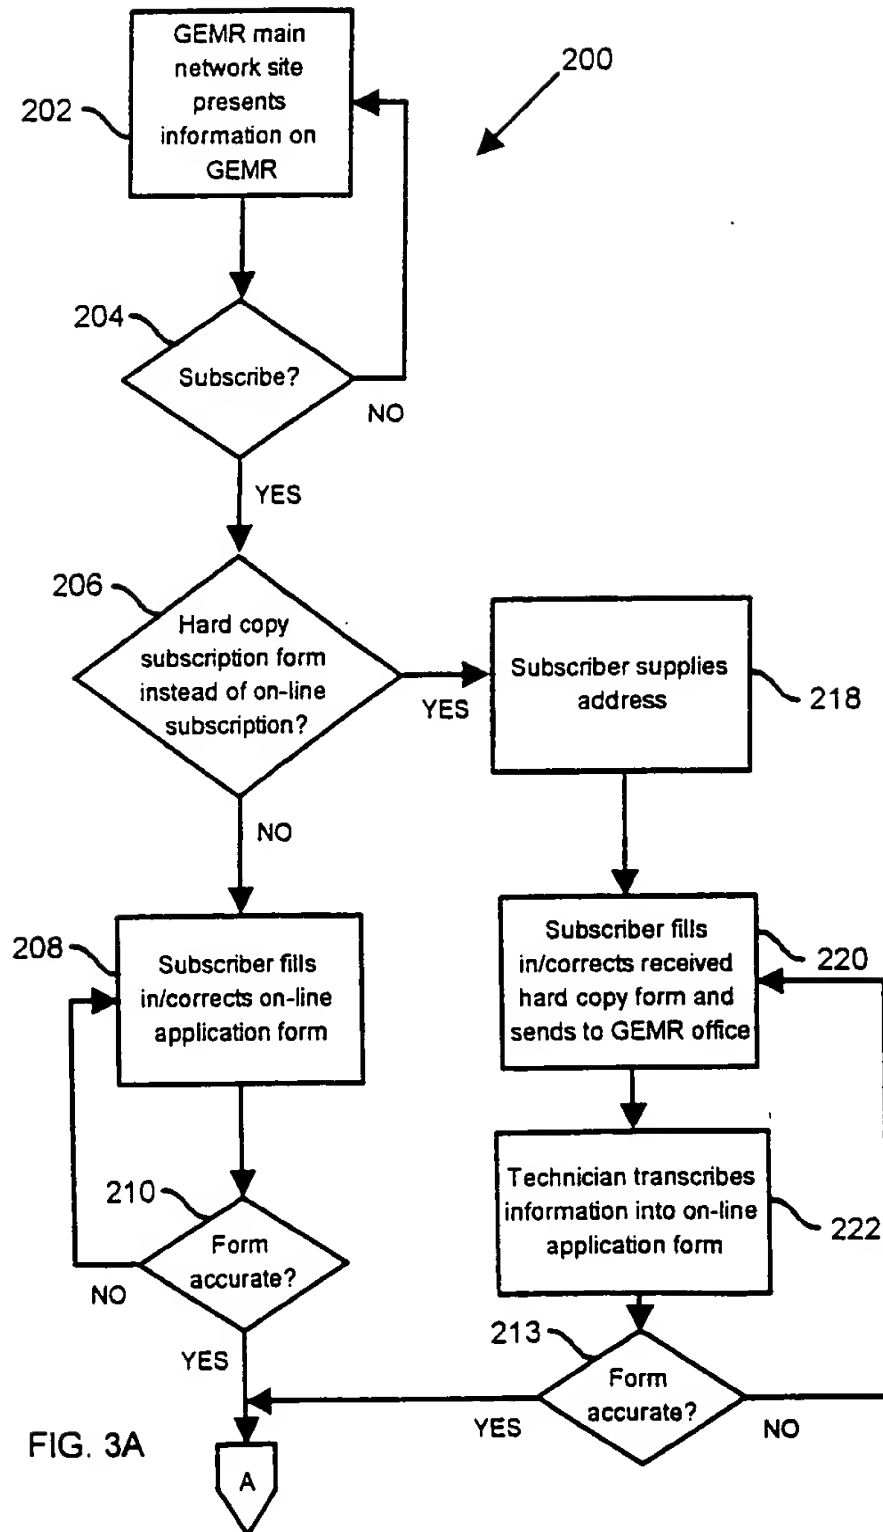 GEMR main
network site
presents
information on
GEMR
200
202
204
Subscribe?
NO
YES
206
Hard copy
subscription form
instead of on-line
subscription?
YES
Subscriber supplies
address
218
NO
208
Subscriber fills
in/corrects on-line
application form
Subscriber fills
in/corrects received
hard copy form and
sends to GEMR office
220
Technician transcribes
information into on-line
application form
222
210
Form
accurate?
NO
YES
213
Form
accurate?
YES
NO
FIG. 3A
A